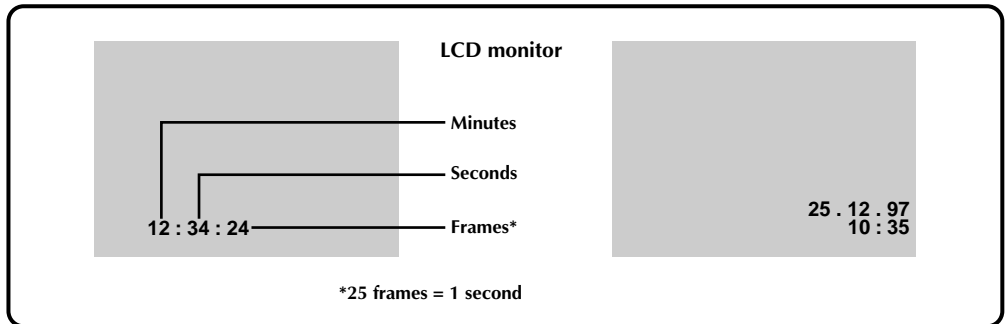 LCD monitor
Minutes
Seconds
12 : 34 : 24
Frames*
25 . 12 . 97
10 : 35
*25 frames = 1 second